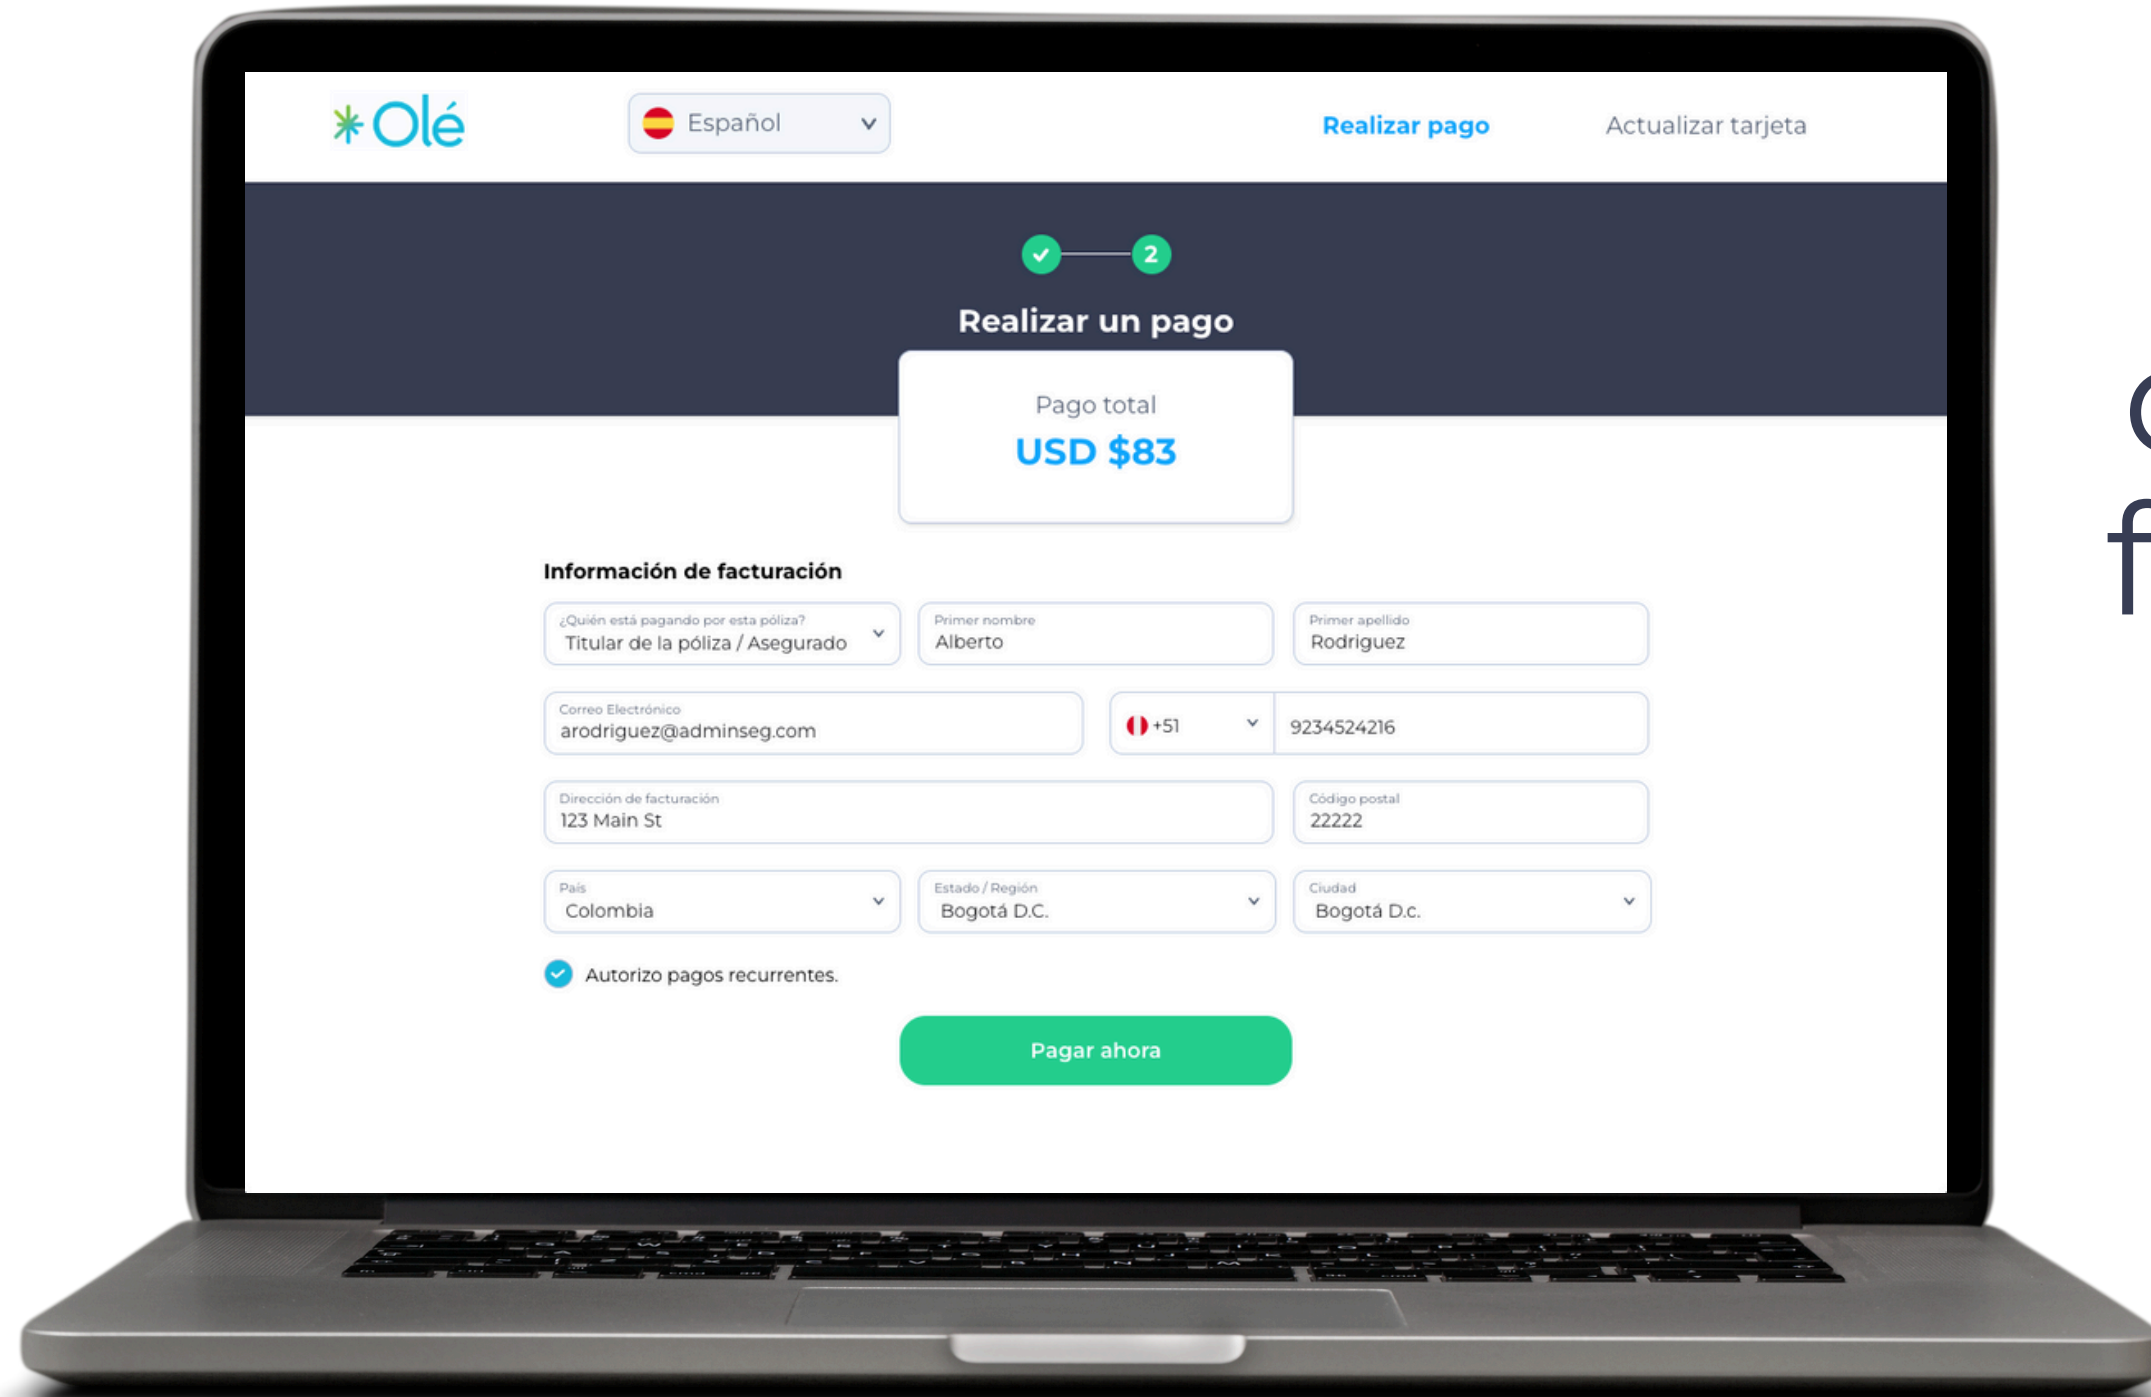 Olé
Español
Realizar pago
Actualizar tarjeta
2
Realizar un pago
Pago total
USD $83
Información de facturación
¿Quién está pagando por esta póliza?
Titular de la póliza / Asegurado
Primer nombre
Alberto
Primer apellido
Rodriguez
Correo Electrónico
arodriguez@adminseg.com
+51
9234524216
Dirección de facturación
123 Main St
Código postal
22222
País
Colombia
Estado / Región
Bogotá D.C.
Ciudad
Bogotá D.c.
Autorizo pagos recurrentes.
Pagar ahora